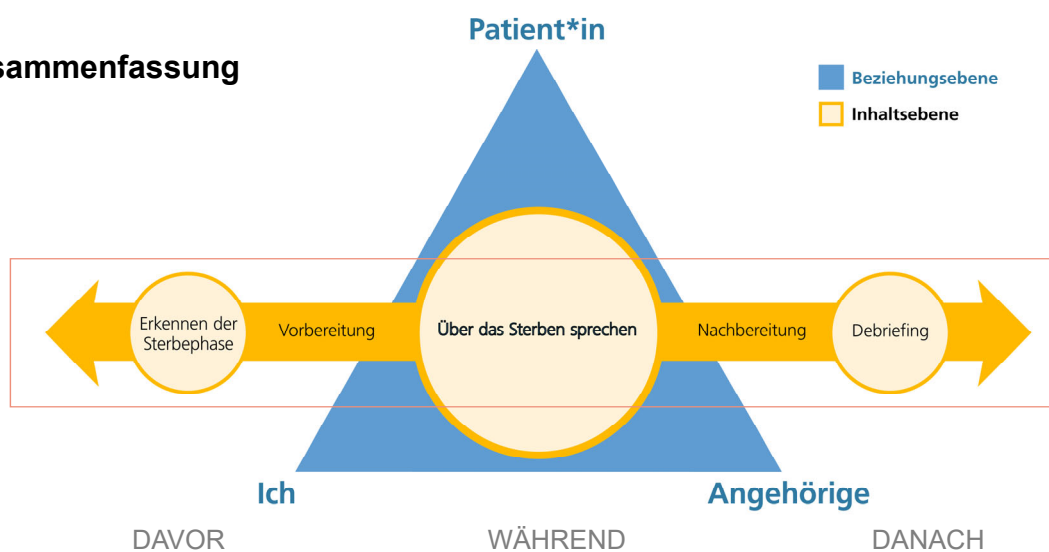 Patient*in
sammenfassung
Beziehungsebene
Inhaltsebene
Erkennen der
Sterbephase
Vorbereitung
Über das Sterben sprechen
Nachbereitung
Debriefing
Ich
Angehörige
DAVOR
WÄHREND
DANACH